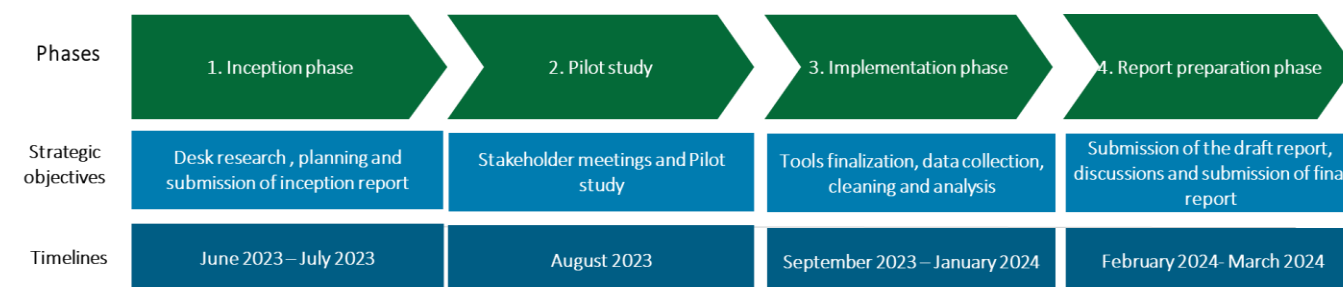 Phases
1. Inception phase
2. Pilot study
3. Implementation phase
4. Report preparation phase
Strategic
objectives
Desk research , planning and
submission of inception report
Stakeholder meetings and Pilot
study
Tools finalization, data collection,
cleaning and analysis
Submission of the draft report,
discussions and submission of fina
report
Timelines
June 2023 – July 2023
August 2023
September 2023 – January 2024
February 2024- March 2024